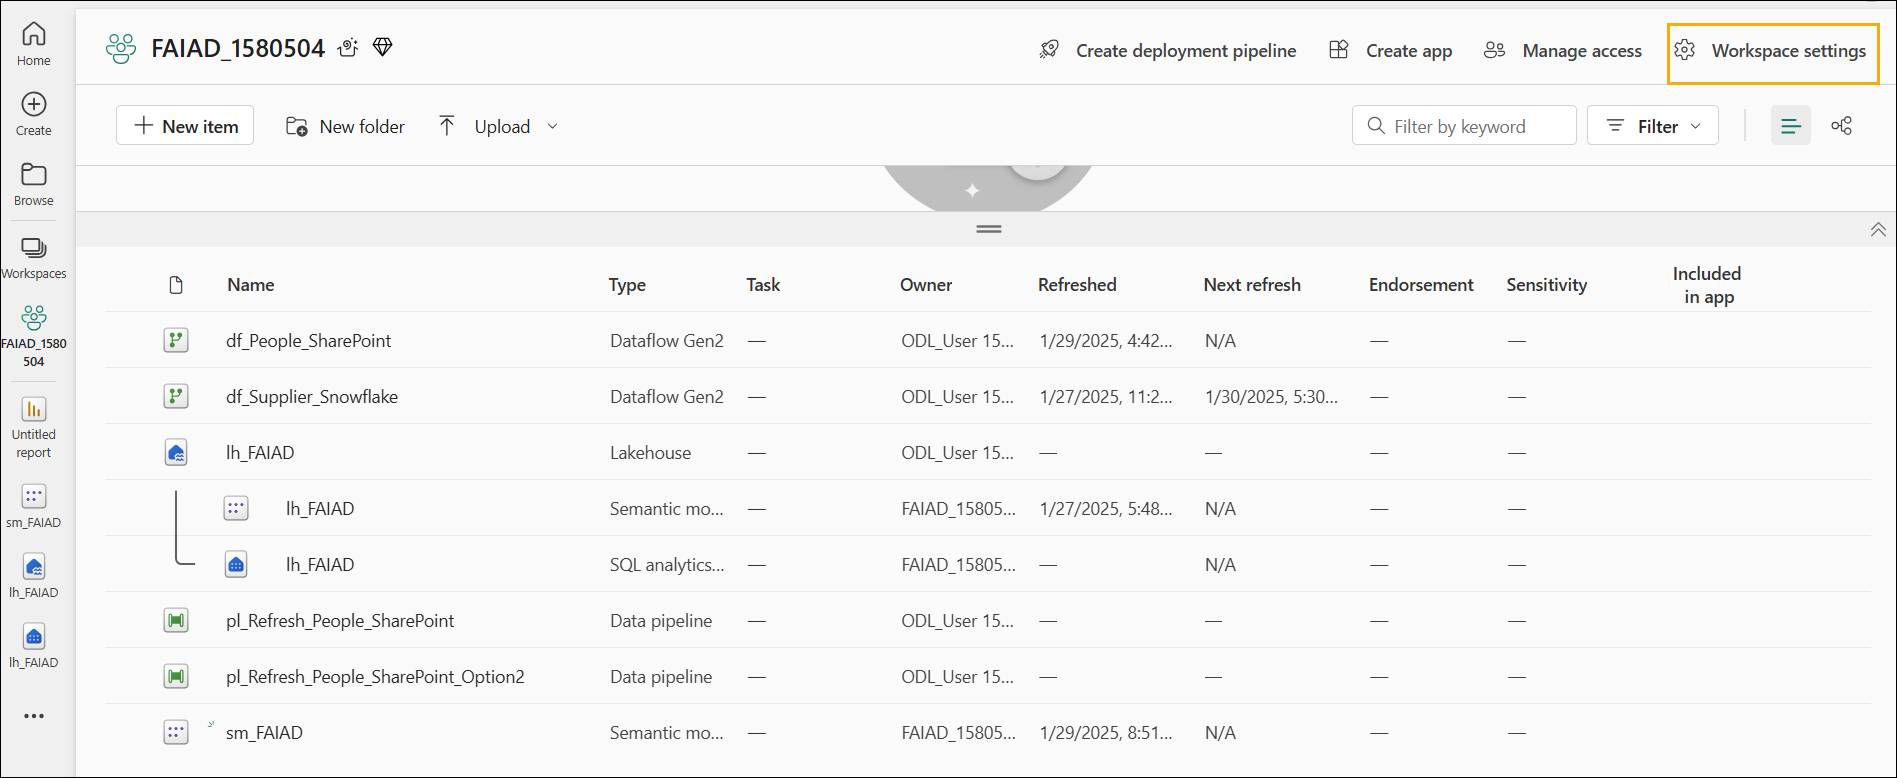 Home
Create
Browse
Workspaces
FAIAD_1580
504
Untitled
report
sm_FAIAD
lh_FAIAD
lh_FAIAD
FAIAD_1580504
Create deployment pipeline
Create app
Manage access
Workspace settings
New item
New folder
Upload
Filter by keyword
Filter
Name Type Task Owner Refreshed Next refresh Endorsement Sensitivity Included
in app
df_People_SharePoint Dataflow Gen2 — ODL_User 15... 1/29/2025, 4:42... N/A — —
df_Supplier_Snowflake Dataflow Gen2 — ODL_User 15... 1/27/2025, 11:2... 1/30/2025, 5:30... — —
lh_FAIAD Lakehouse — ODL_User 15... — — — —
lh_FAIAD Semantic mo... — FAIAD_15805... 1/27/2025, 5:48... N/A — —
lh_FAIAD SQL analytics... — FAIAD_15805... — N/A — —
pl_Refresh_People_SharePoint Data pipeline — ODL_User 15... — — — —
pl_Refresh_People_SharePoint_Option2 Data pipeline — ODL_User 15... — — — —
sm_FAIAD Semantic mo... — FAIAD_15805... 1/29/2025, 8:51... N/A — —